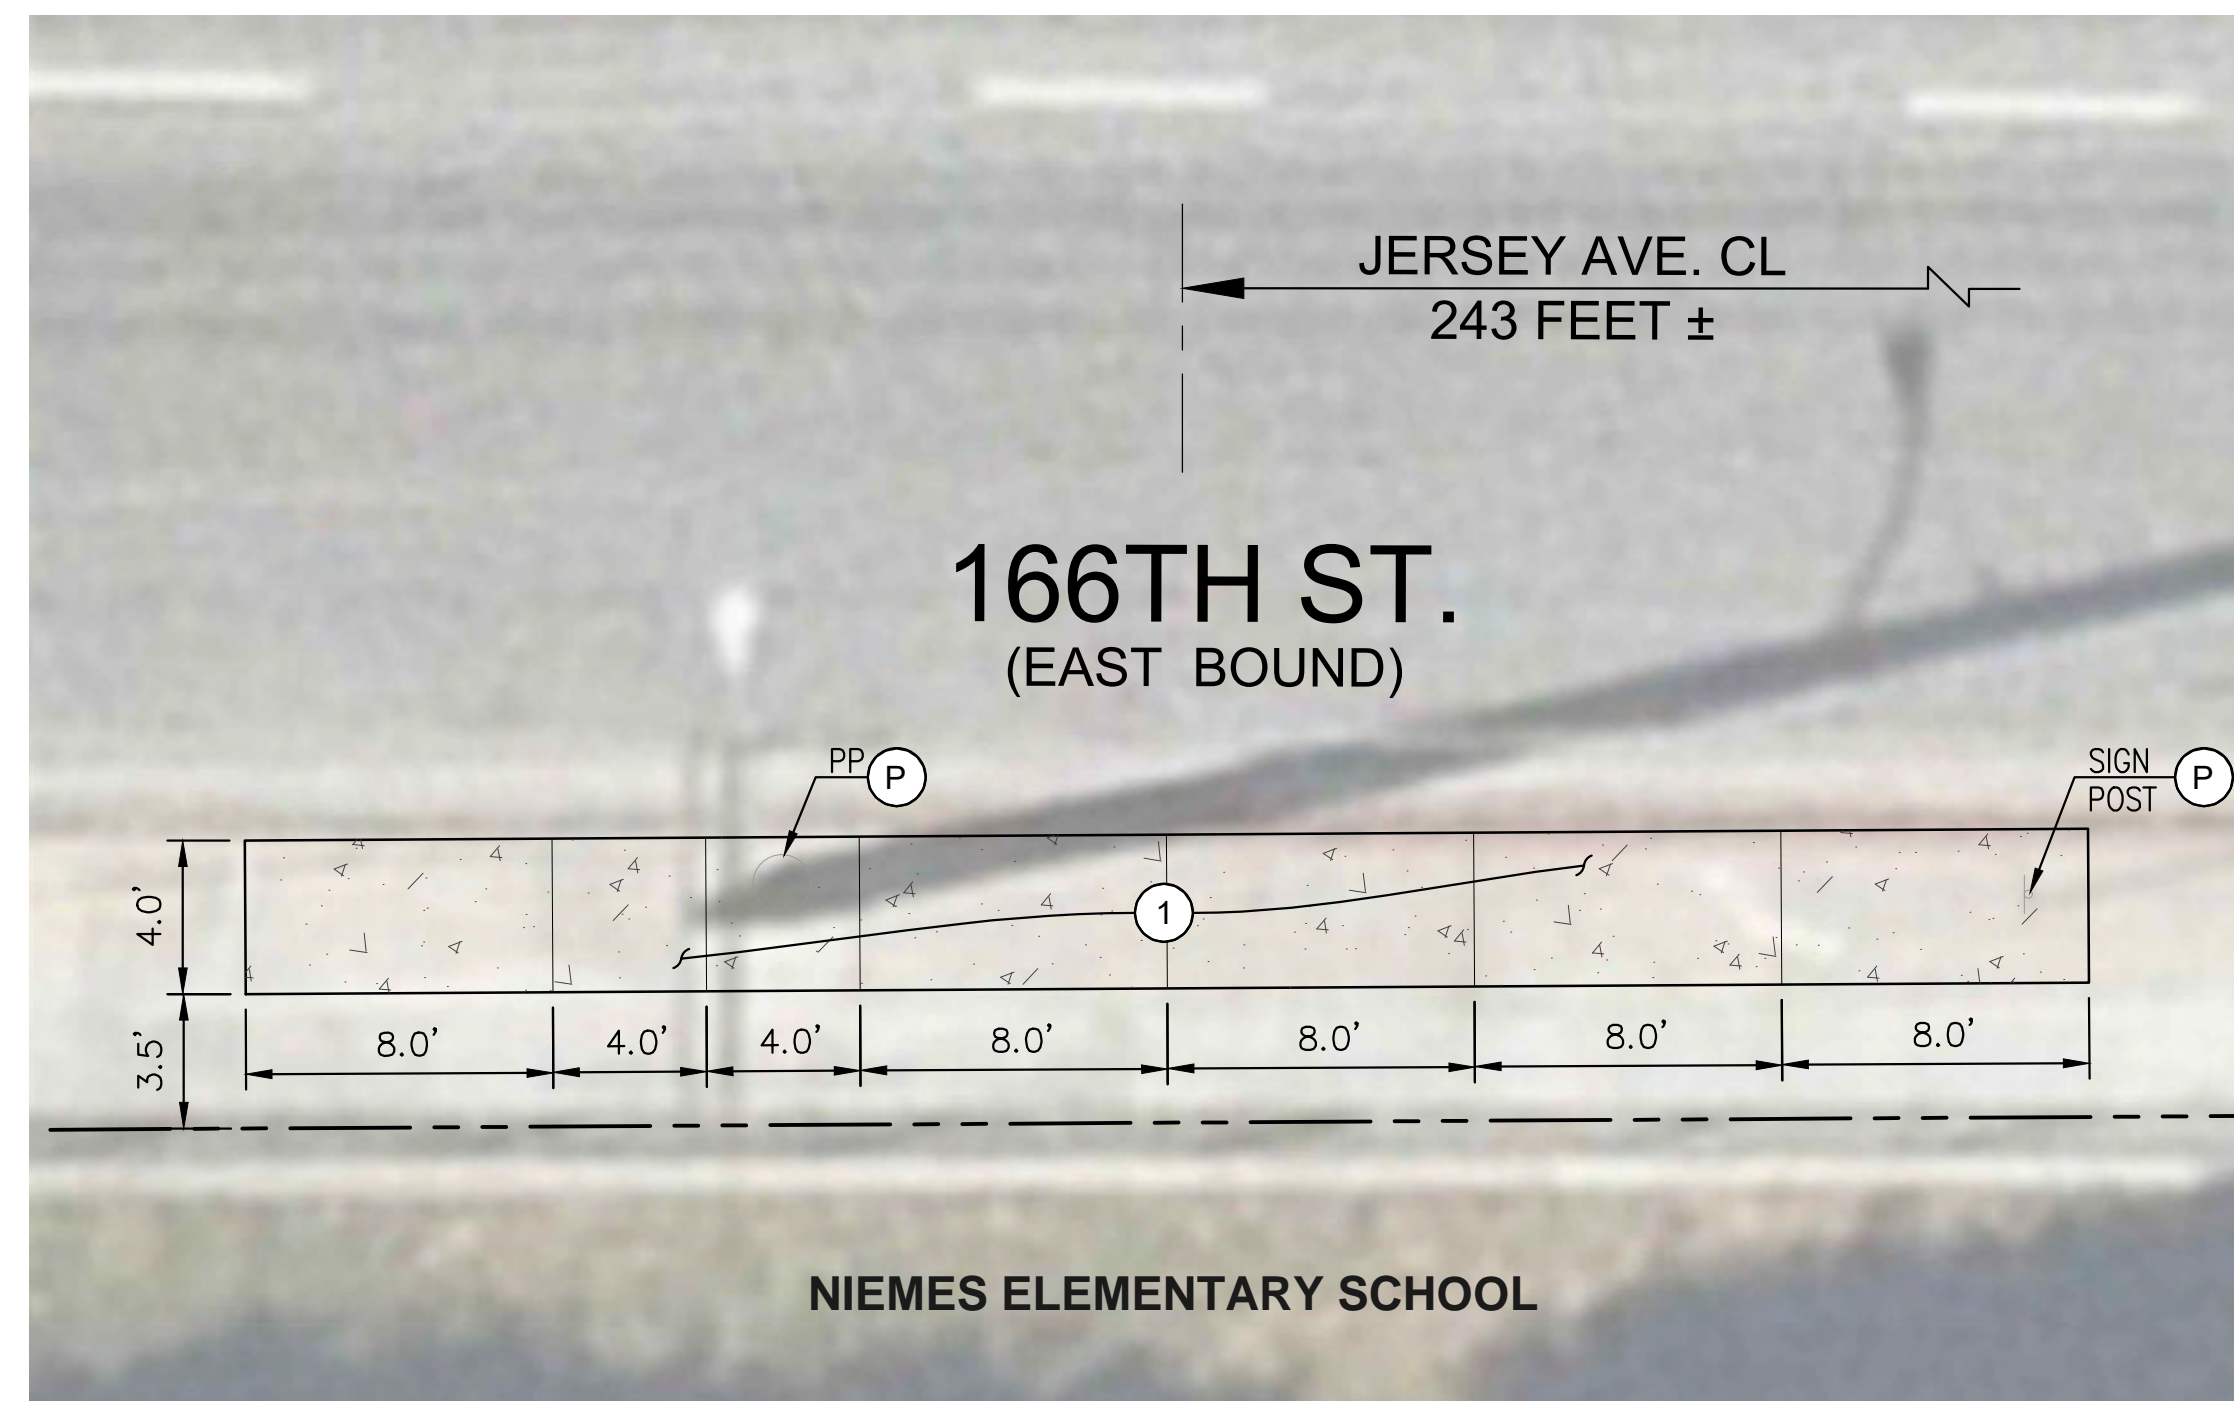 JERSEY AVE. CL
243 FEET ±
166TH ST.
(EAST BOUND)
PP P
SIGN POST P
4.0'
1
3.5'
8.0' 4.0' 4.0' 8.0' 8.0' 8.0' 8.0'
NIEMES ELEMENTARY SCHOOL